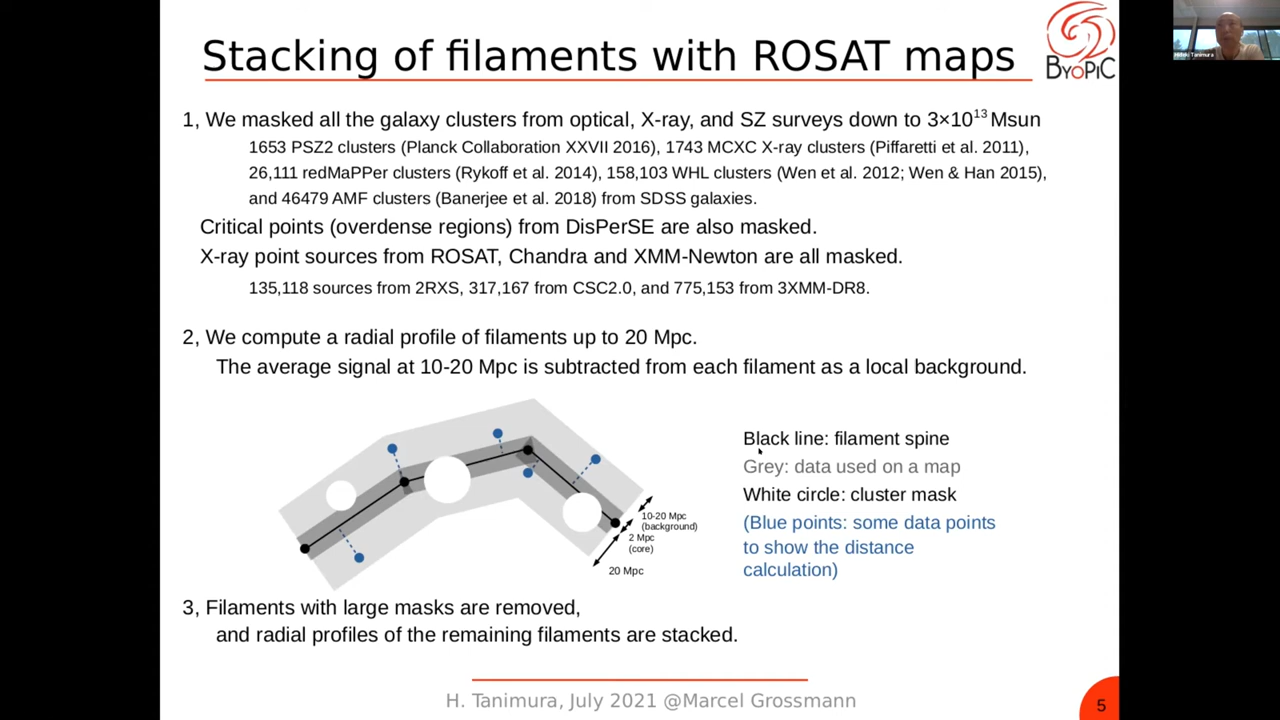 Stacking of filaments with ROSAT maps
BYOPIC
Hideki Tanimura
1, We masked all the galaxy clusters from optical, X-ray, and SZ surveys down to 3×10¹³ Msun
1653 PSZ2 clusters (Planck Collaboration XXVII 2016), 1743 MCXC X-ray clusters (Piffaretti et al. 2011),
26,111 redMaPPer clusters (Rykoff et al. 2014), 158,103 WHL clusters (Wen et al. 2012; Wen & Han 2015),
and 46479 AMF clusters (Banerjee et al. 2018) from SDSS galaxies.
Critical points (overdense regions) from DisPerSE are also masked.
X-ray point sources from ROSAT, Chandra and XMM-Newton are all masked.
135,118 sources from 2RXS, 317,167 from CSC2.0, and 775,153 from 3XMM-DR8.
2, We compute a radial profile of filaments up to 20 Mpc.
The average signal at 10-20 Mpc is subtracted from each filament as a local background.
10-20 Mpc
(background)
2 Mpc
(core)
20 Mpc
Black line: filament spine
Grey: data used on a map
White circle: cluster mask
(Blue points: some data points
to show the distance
calculation)
3, Filaments with large masks are removed,
and radial profiles of the remaining filaments are stacked.
H. Tanimura, July 2021 @Marcel Grossmann
5